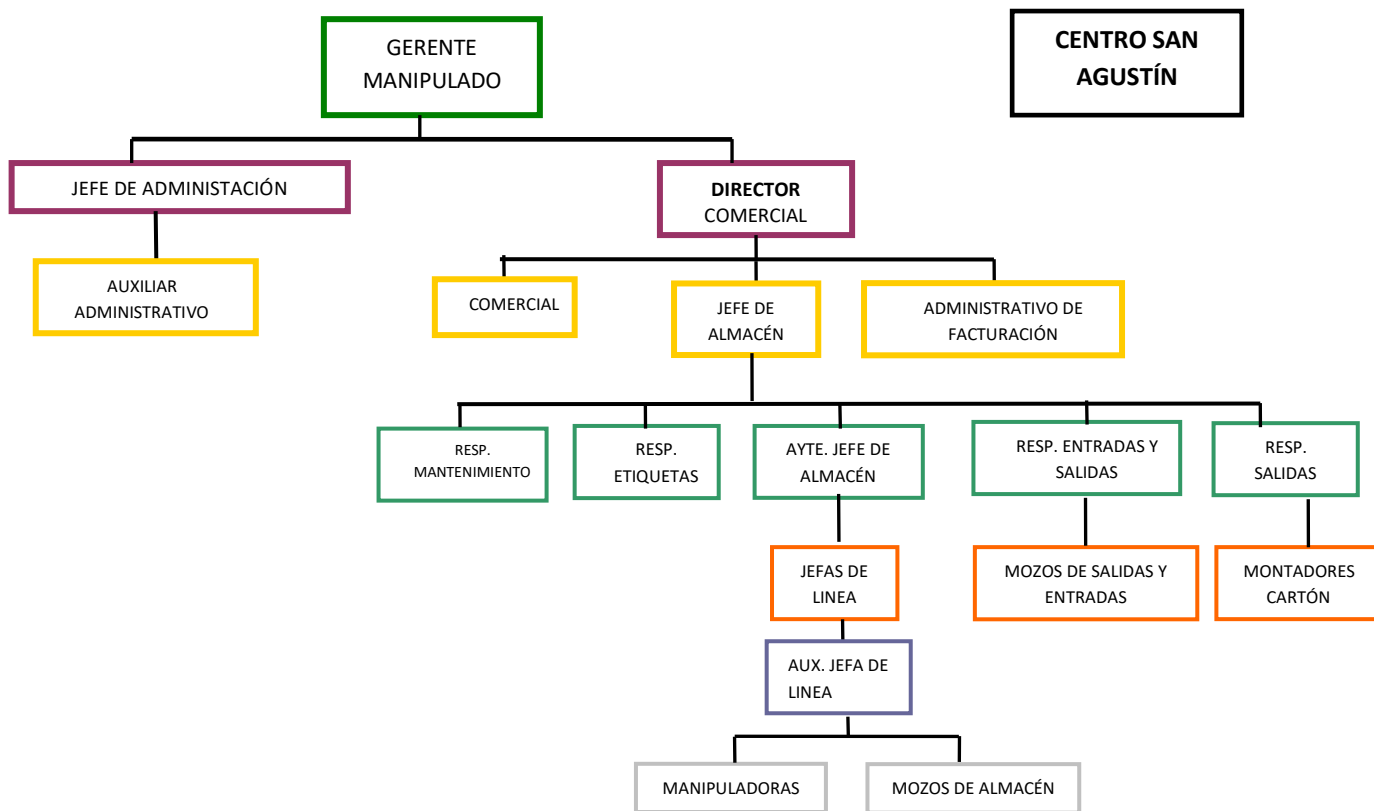 GERENTE
MANIPULADO
CENTRO SAN
AGUSTÍN
JEFE DE ADMINISTACIÓN
DIRECTOR
COMERCIAL
AUXILIAR
ADMINISTRATIVO
COMERCIAL
JEFE DE
ALMACÉN
ADMINISTRATIVO DE
FACTURACIÓN
RESP.
MANTENIMIENTO
RESP.
ETIQUETAS
AYTE. JEFE DE
ALMACÉN
RESP. ENTRADAS Y
SALIDAS
RESP.
SALIDAS
JEFAS DE
LINEA
MOZOS DE SALIDAS Y
ENTRADAS
MONTADORES
CARTÓN
AUX. JEFA DE
LINEA
MANIPULADORAS
MOZOS DE ALMACÉN